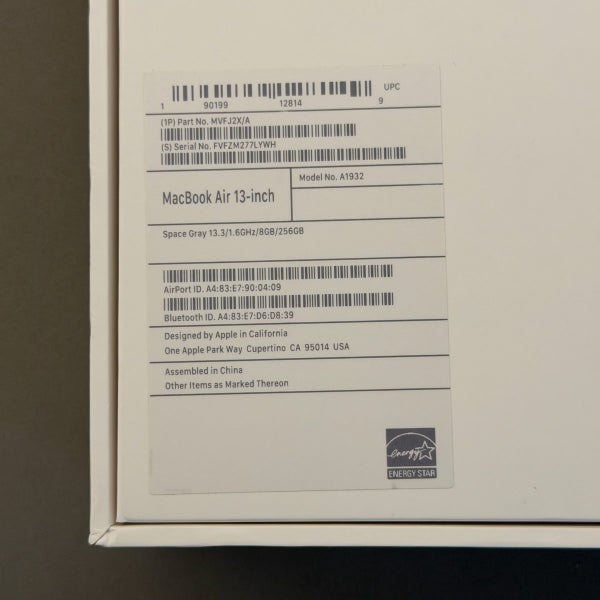 UPC
1 90199 12814 9
(1P) Part No. MVFJ2X/A
(S) Serial No. FVFZM277LYWH
MacBook Air 13-inch
Model No. A1932
Space Gray 13.3/1.6GHz/8GB/256GB
AirPort ID. A4:83:E7:90:04:09
Bluetooth ID. A4:83:E7:D6:D8:39
Designed by Apple in California
One Apple Park Way Cupertino CA 95014 USA
Assembled in China
Other Items as Marked Thereon
energy
ENERGY STAR